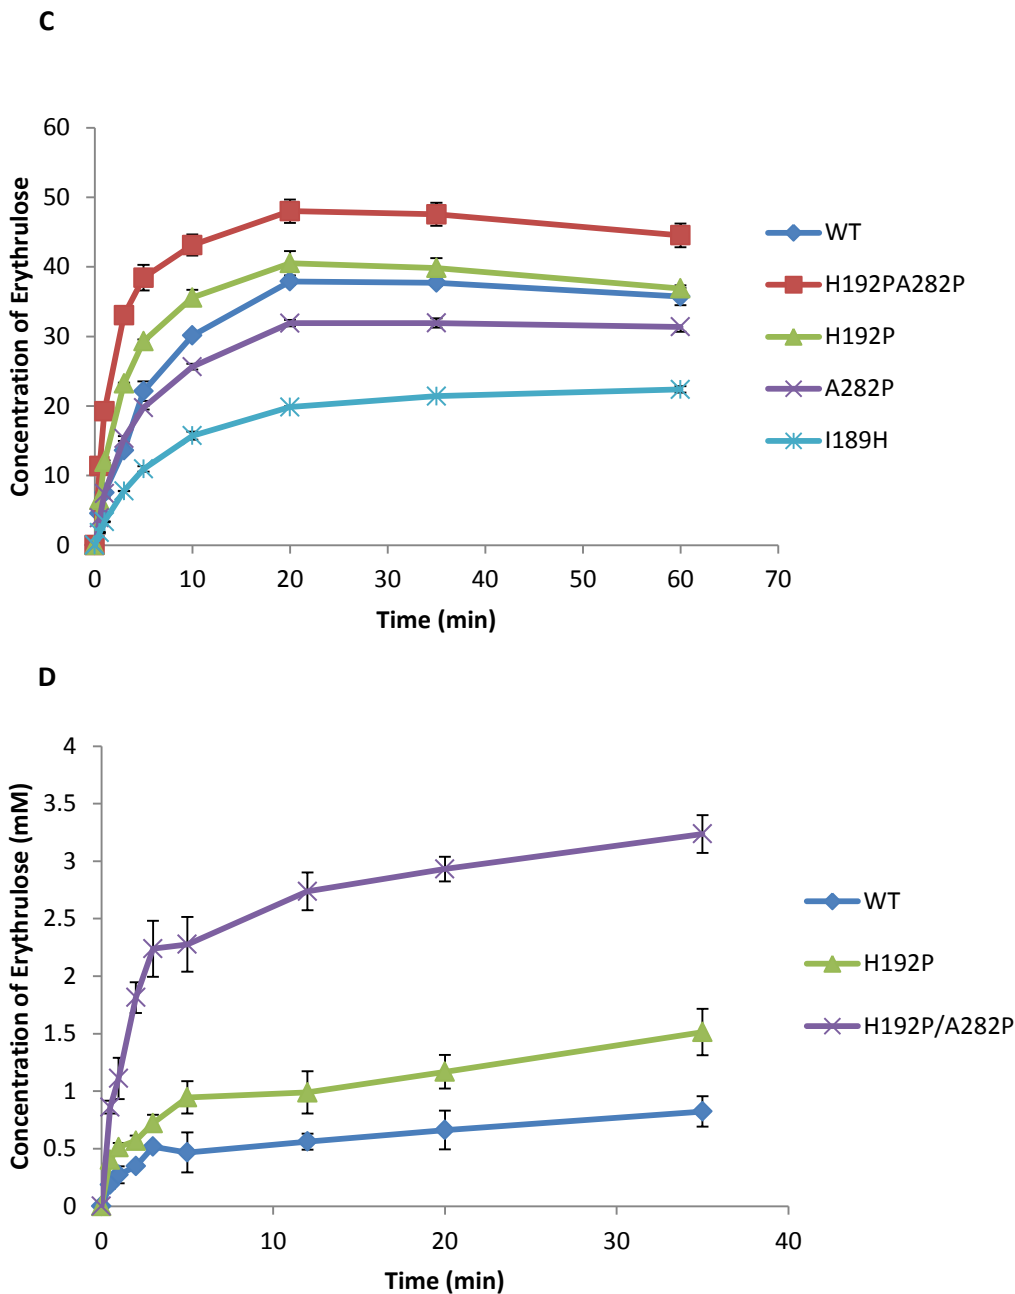 C
60
50
40
30
20
10
0
Concentration of Erythrulose
0 10 20 30 40 50 60 70
Time (min)
WT
H192PA282P
H192P
A282P
I189H
D
4
3.5
3
2.5
2
1.5
1
0.5
0
Concentration of Erythrulose (mM)
0 10 20 30 40
Time (min)
WT
H192P
H192P/A282P